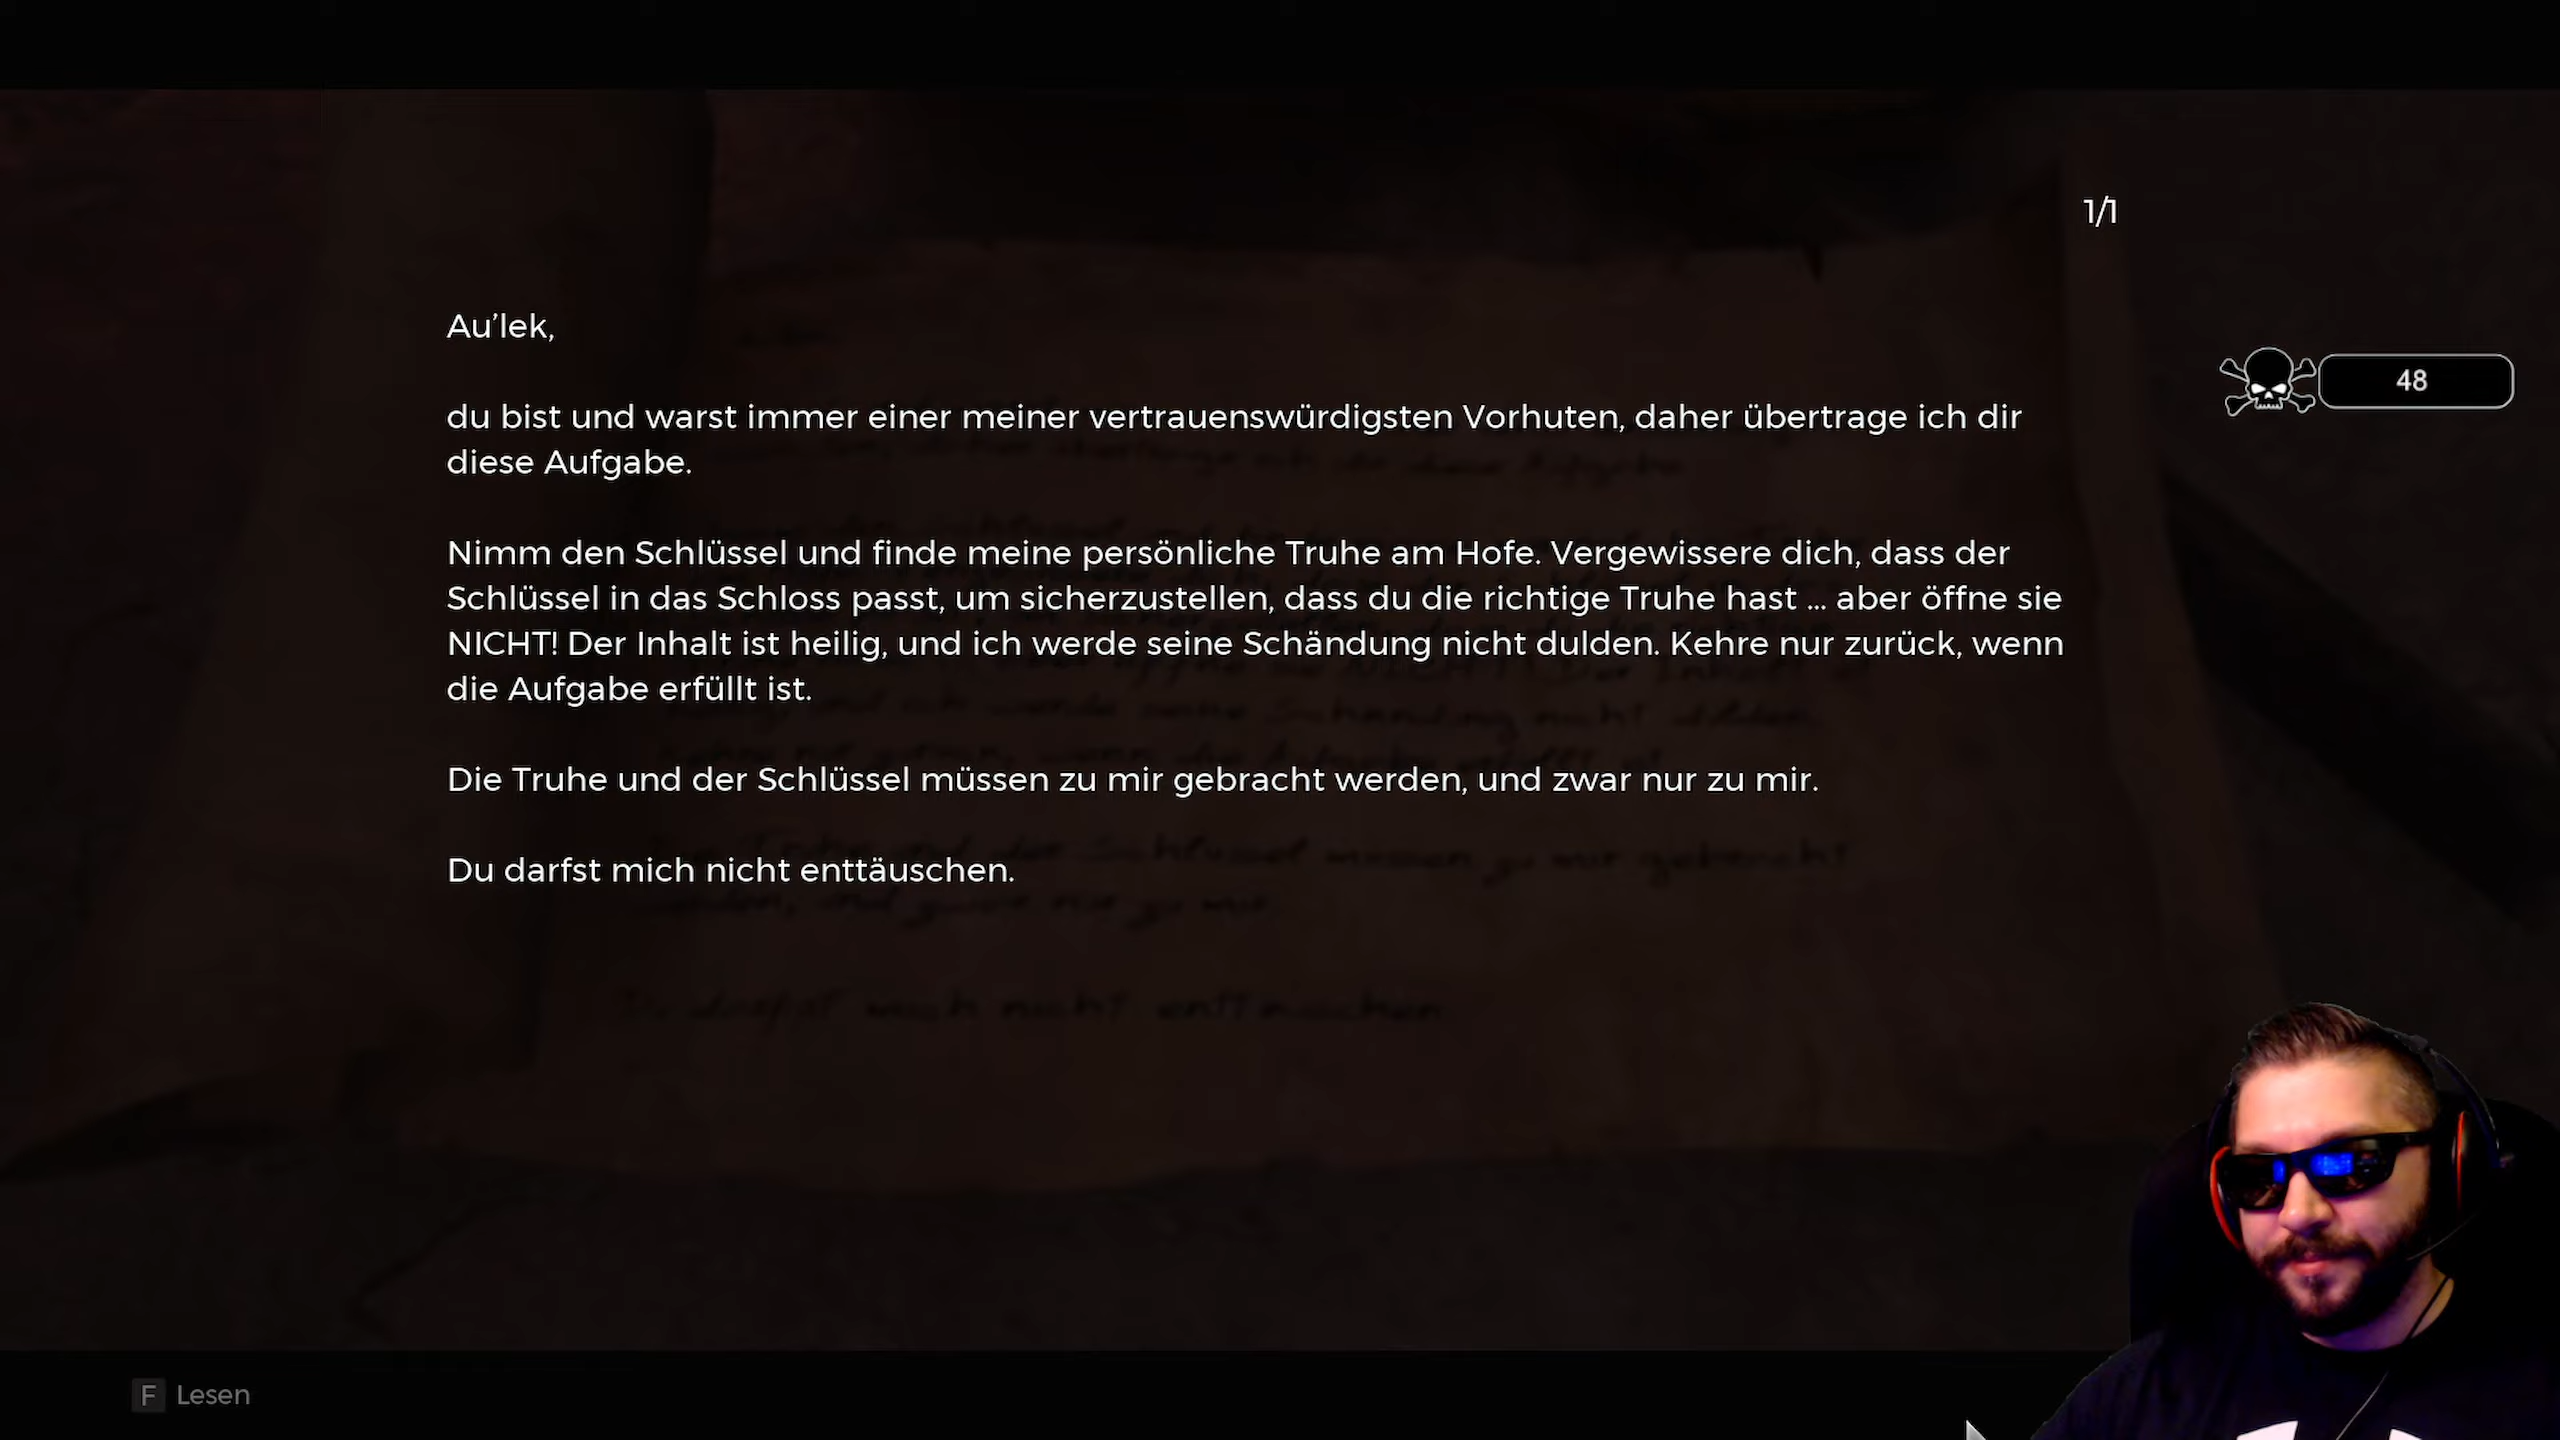 1/1
Au’lek,
48
du bist und warst immer einer meiner vertrauenswürdigsten Vorhuten, daher übertrage ich dir
diese Aufgabe.
Nimm den Schlüssel und finde meine persönliche Truhe am Hofe. Vergewissere dich, dass der
Schlüssel in das Schloss passt, um sicherzustellen, dass du die richtige Truhe hast ... aber öffne sie
NICHT! Der Inhalt ist heilig, und ich werde seine Schändung nicht dulden. Kehre nur zurück, wenn
die Aufgabe erfüllt ist.
Die Truhe und der Schlüssel müssen zu mir gebracht werden, und zwar nur zu mir.
Du darfst mich nicht enttäuschen.
F Lesen